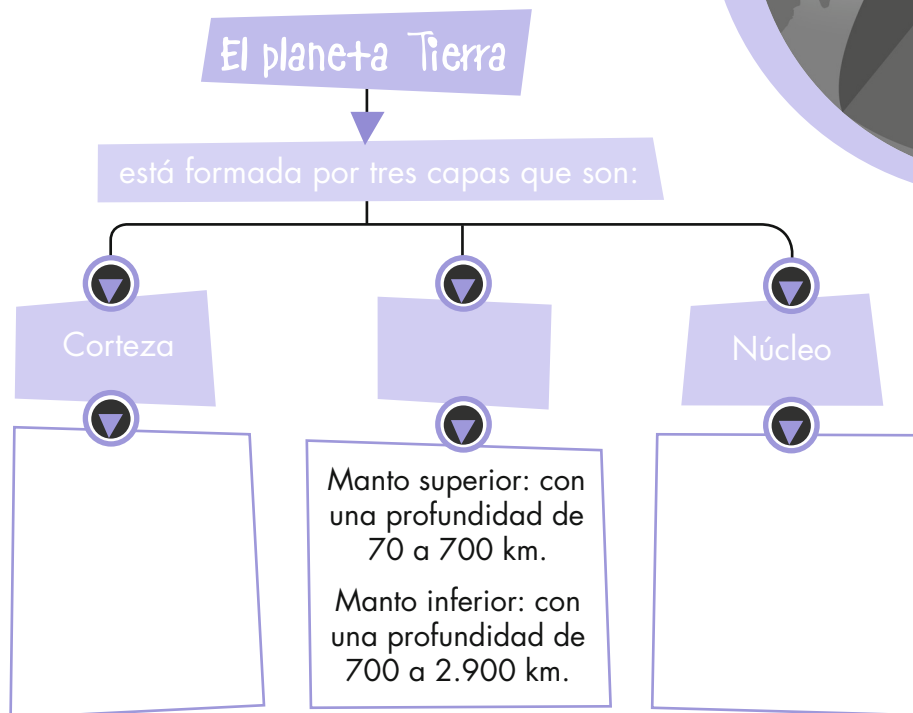 El planeta Tierra
está formada por tres capas que son:
Corteza
Núcleo
Manto superior: con
una profundidad de
70 a 700 km.
Manto inferior: con
una profundidad de
700 a 2.900 km.